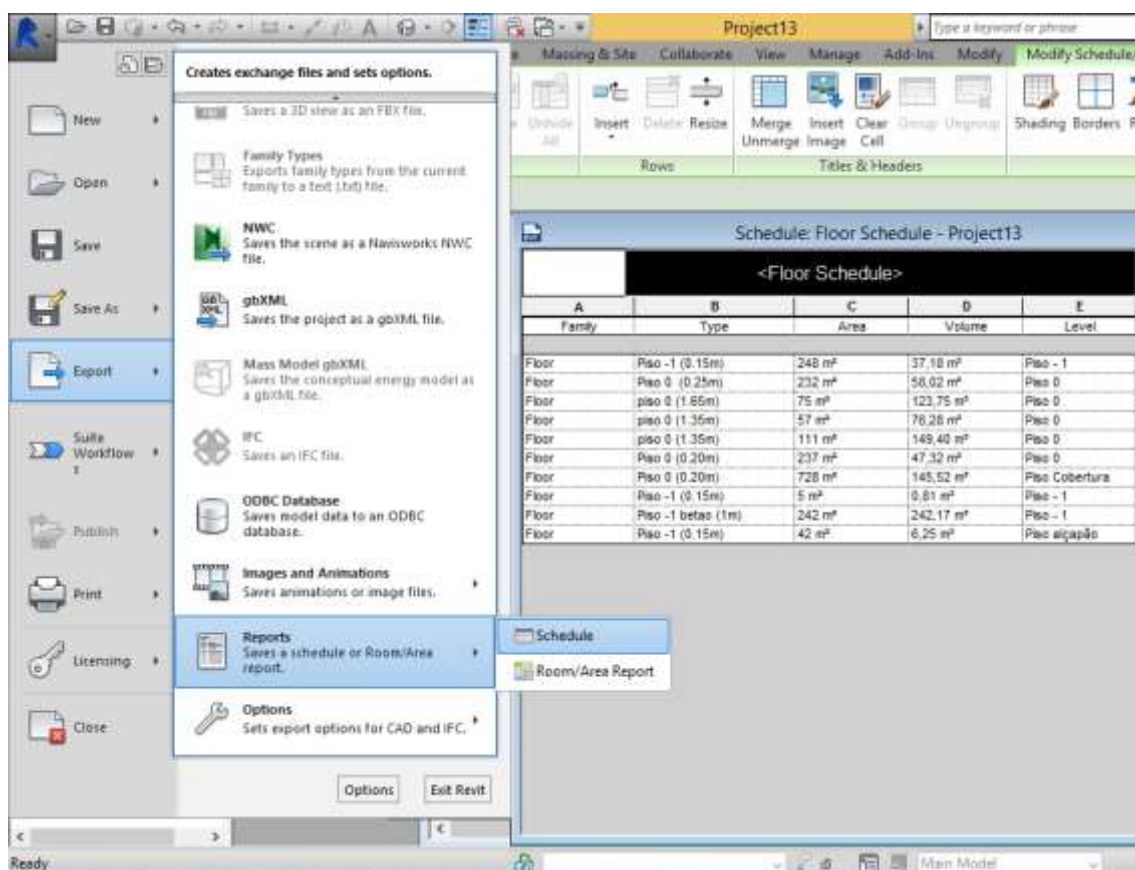 Project13
Type a keyword or phrase
Massing & Site Collaborate View Manage Add-Ins Modify Modify Schedule/
Unhide All
Insert
Delete
Resize
Merge Unmerge
Insert Image
Clear Cell
Group
Ungroup
Shading
Borders
Rows
Titles & Headers
New
Open
Save
Save As
Export
Suite
Workflow
s
Publish
Print
Licensing
Close
Creates exchange files and sets options.
Saves a 3D view as an FBX file.
Family Types
Exports family types from the current
family to a text (.txt) file.
NWC
Saves the scene as a Navisworks NWC
file.
gbXML
Saves the project as a gbXML file.
Mass Model gbXML
Saves the conceptual energy model as
a gbXML file.
IFC
Saves an IFC file.
ODBC Database
Saves model data to an ODBC
database.
Images and Animations
Saves animations or image files.
Reports
Saves a schedule or Room/Area
report.
Options
Sets export options for CAD and IFC.
Schedule
Room/Area Report
Options
Exit Revit
Schedule: Floor Schedule - Project13
<Floor Schedule>
A B C D E
Family Type Area Volume Level
Floor Piso -1 (0.15m) 248 m² 37,18 m³ Piso - 1
Floor Piso 0 (0.25m) 232 m² 58,02 m³ Piso 0
Floor piso 0 (1.65m) 75 m² 123,75 m³ Piso 0
Floor piso 0 (1.35m) 57 m² 76,28 m³ Piso 0
Floor piso 0 (1.35m) 111 m² 149,40 m³ Piso 0
Floor Piso 0 (0.20m) 237 m² 47,32 m³ Piso 0
Floor Piso 0 (0.20m) 728 m² 145,52 m³ Piso Cobertura
Floor Piso -1 (0.15m) 5 m² 0,81 m³ Piso - 1
Floor Piso -1 betao (1m) 242 m² 242,17 m³ Piso - 1
Floor Piso -1 (0.15m) 42 m² 6,25 m³ Piso alçapão
Ready
:0
Main Model